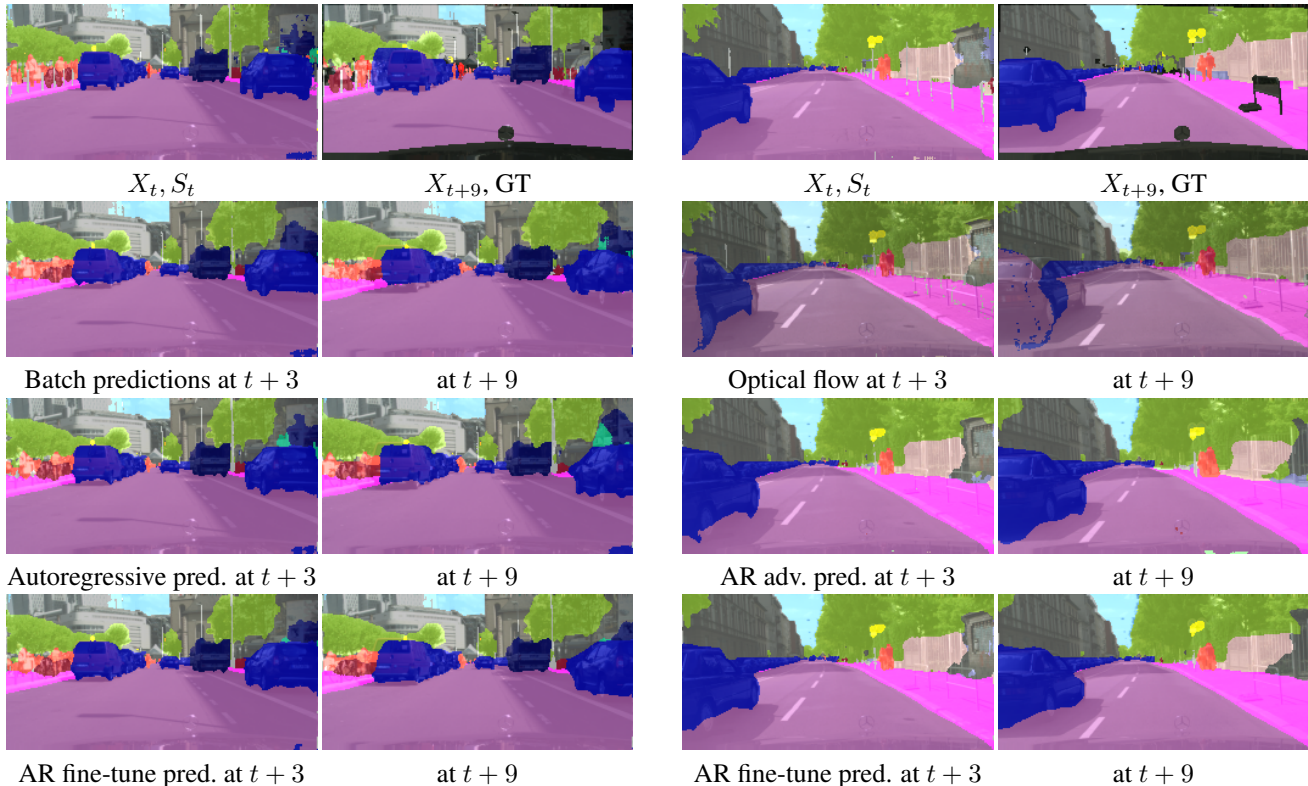 X_t, S_t X_{t+9}, GT X_t, S_t X_{t+9}, GT
Batch predictions at t + 3 at t + 9 Optical flow at t + 3 at t + 9
Autoregressive pred. at t + 3 at t + 9 AR adv. pred. at t + 3 at t + 9
AR fine-tune pred. at t + 3 at t + 9 AR fine-tune pred. at t + 3 at t + 9